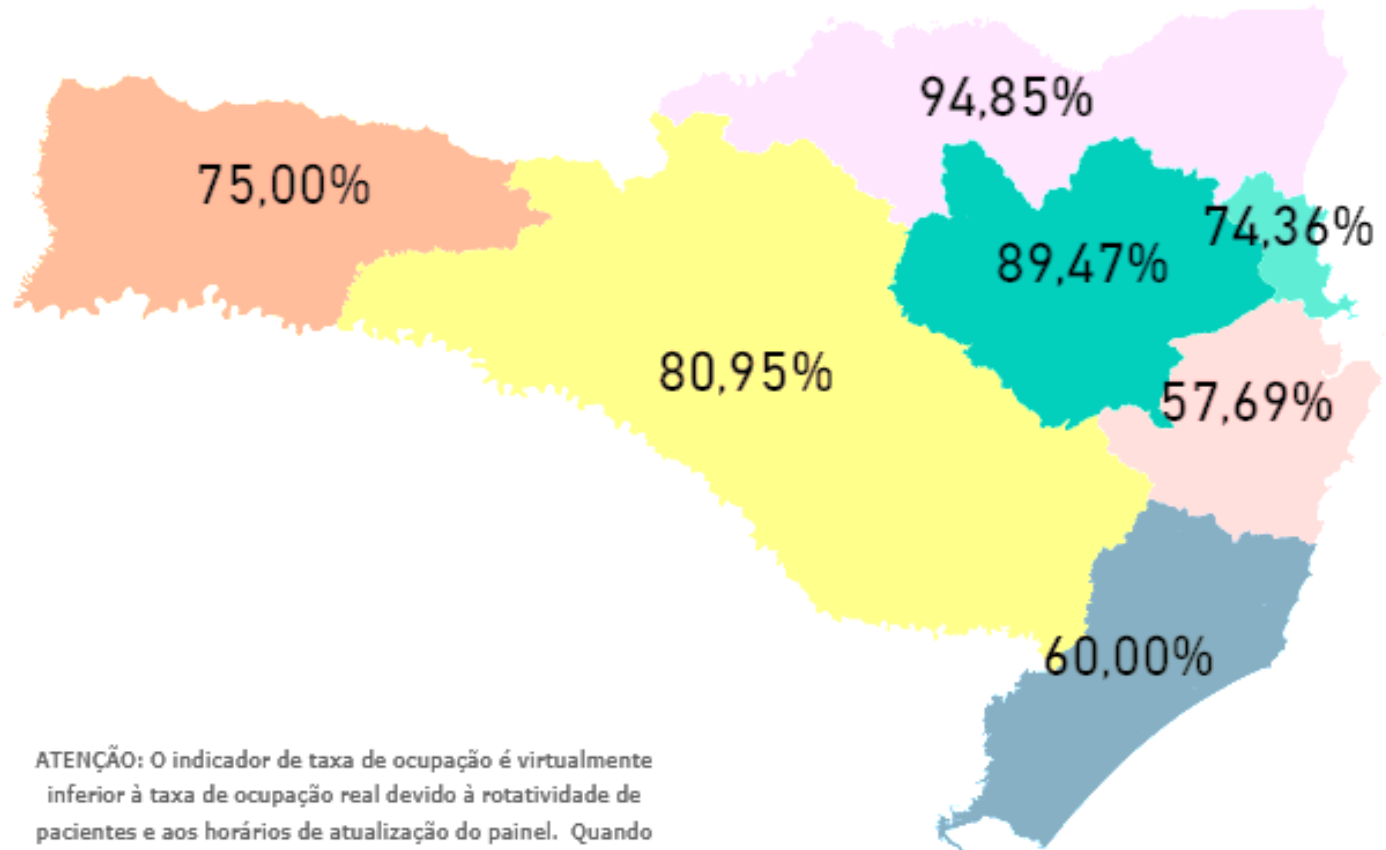 94,85%
75,00%
74,36%
89,47%
80,95%
57,69%
60,00%
ATENÇÃO: O indicador de taxa de ocupação é virtualmente
inferior à taxa de ocupação real devido à rotatividade de
pacientes e aos horários de atualização do painel. Quando